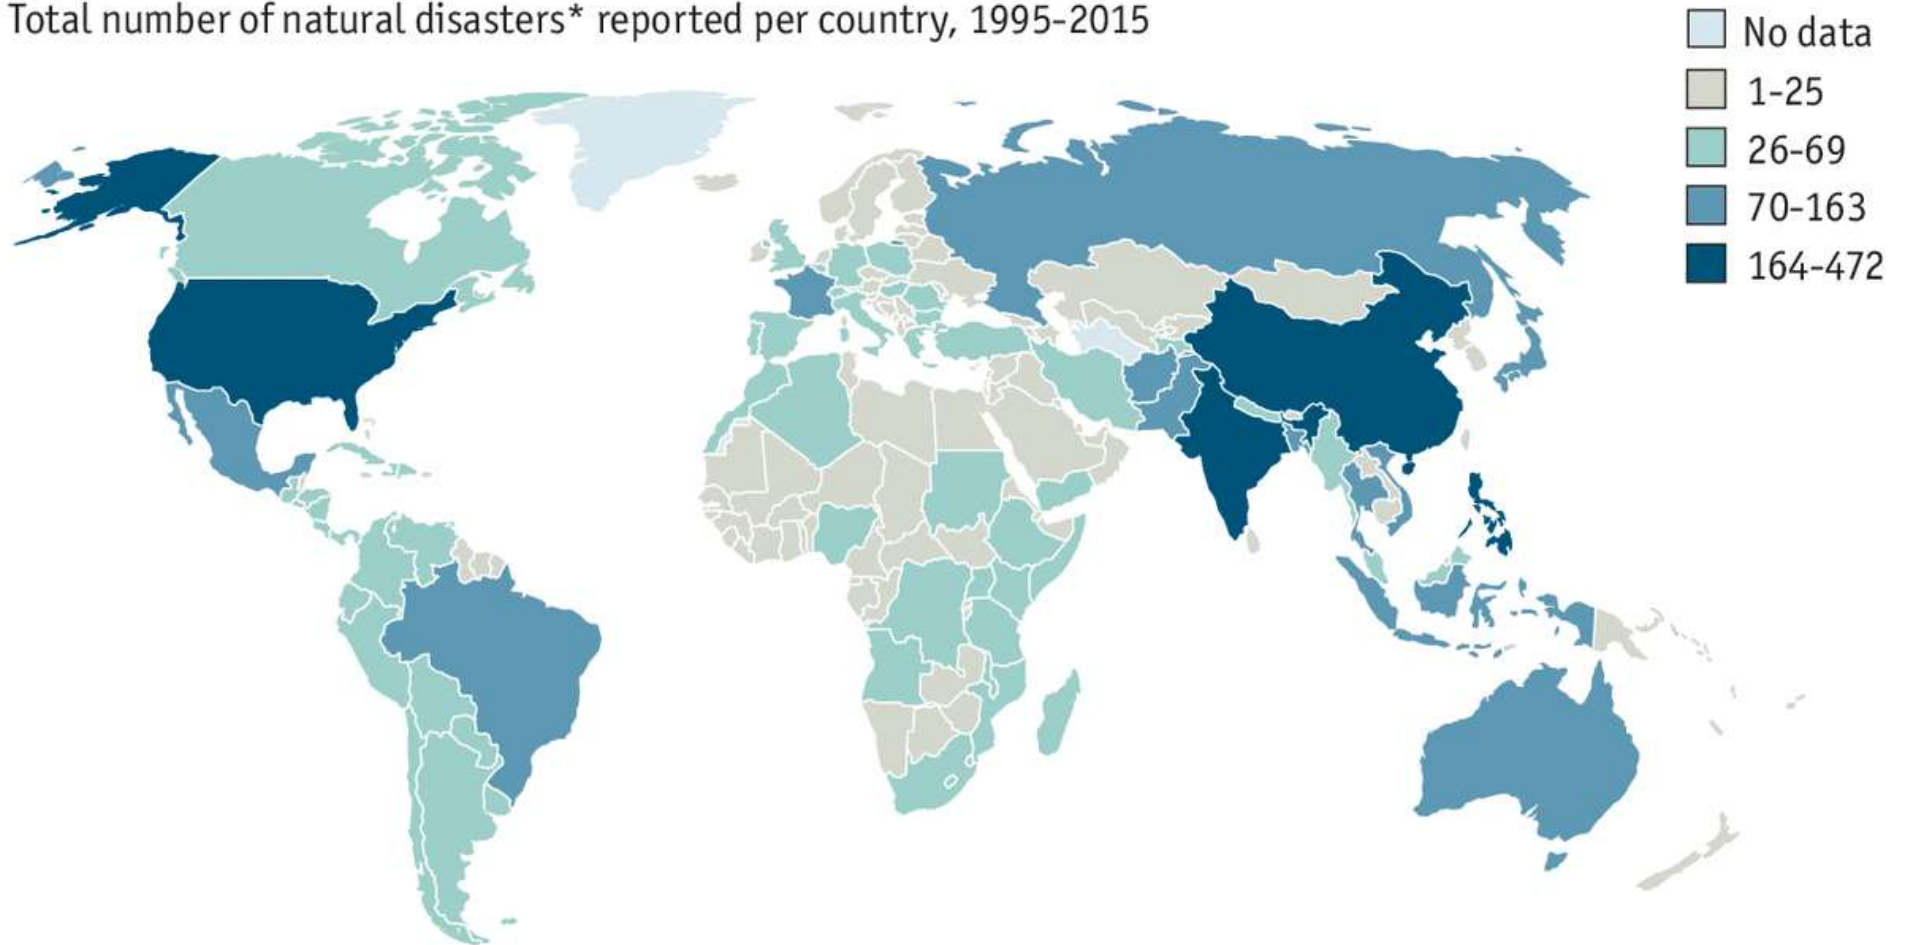 Total number of natural disasters* reported per country, 1995-2015
No data
1-25
26-69
70-163
164-472